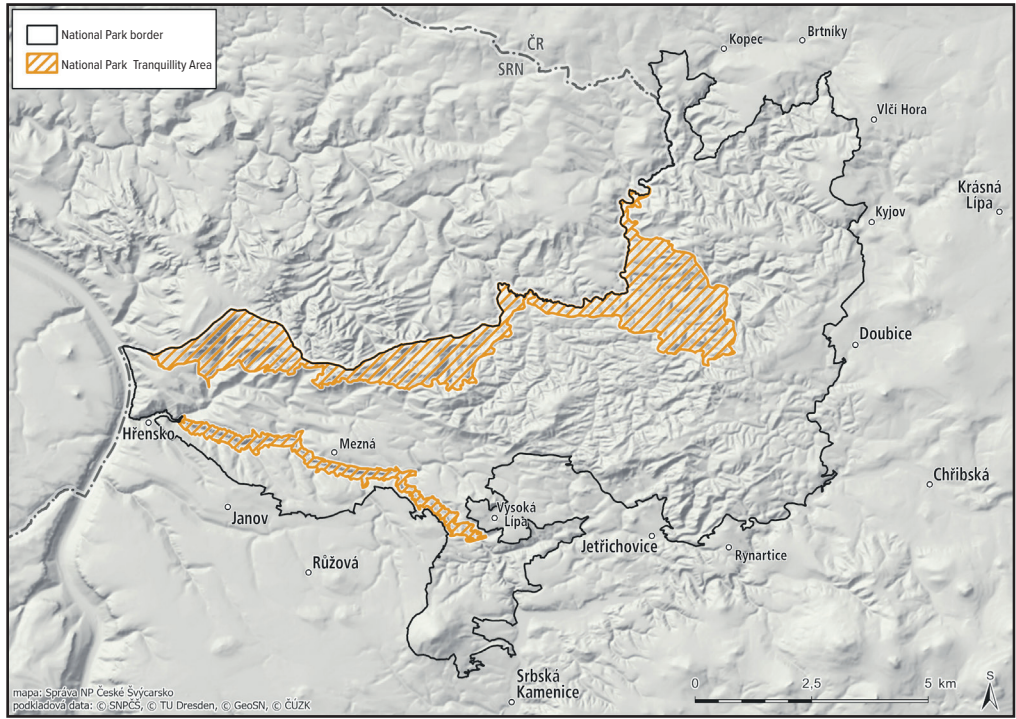 National Park border
National Park Tranquillity Area
ČR
SRN
Kopec
Brtníky
Vlčí Hora
Krásná
Lípa
Kyjov
Doubice
Hřensko
Mezná
Chřibská
Vysoká
Lípa
Janov
Jetřichovice
Rynartice
Růžová
Srbská
Kamenice
0 2,5 5 km
S
mapa: Správa NP České Švýcarsko
podkladová data: © SNPČŠ, © TU Dresden, © GeoSN, © ČÚZK